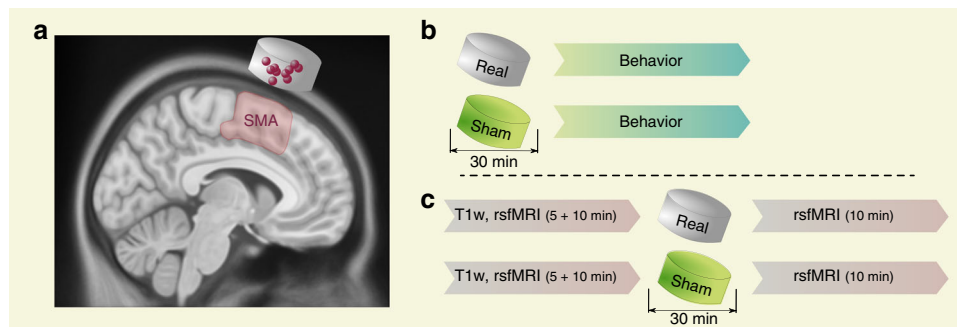 a
SMA
b
Real
Behavior
Sham
Behavior
30 min
c
T1w, rsfMRI (5 + 10 min)
Real
rsfMRI (10 min)
T1w, rsfMRI (5 + 10 min)
Sham
rsfMRI (10 min)
30 min